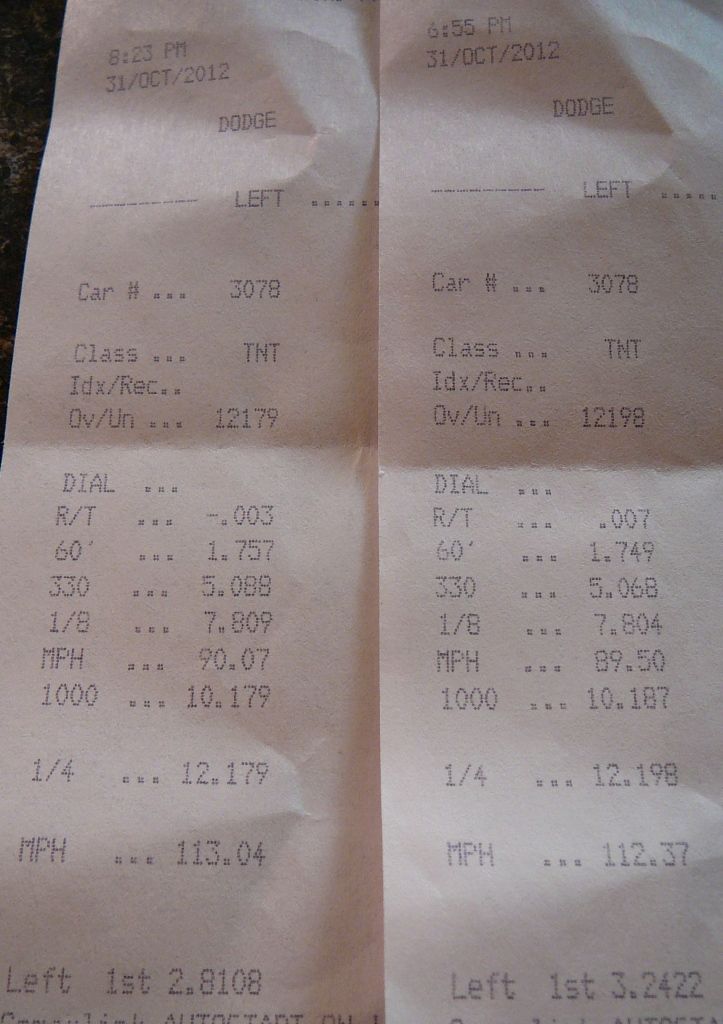 8:23 PM
31/OCT/2012
DODGE
--------- LEFT ......
Car # ... 3078
Class ... TNT
Idx/Rec..
Ov/Un ... 12179
DIAL ...
R/T ... -.003
60' ... 1.757
330 ... 5.088
1/8 ... 7.809
MPH ... 90.07
1000 ... 10.179
1/4 ... 12.179
MPH ... 113.04
Left 1st 2.8108
Compulink AUTOSTART ON
6:55 PM
31/OCT/2012
DODGE
--------- LEFT .....
Car # ... 3078
Class ... TNT
Idx/Rec..
Ov/Un ... 12198
DIAL ...
R/T ... .007
60' ... 1.749
330 ... 5.068
1/8 ... 7.804
MPH ... 89.50
1000 ... 10.187
1/4 ... 12.198
MPH ... 112.37
Left 1st 3.2422